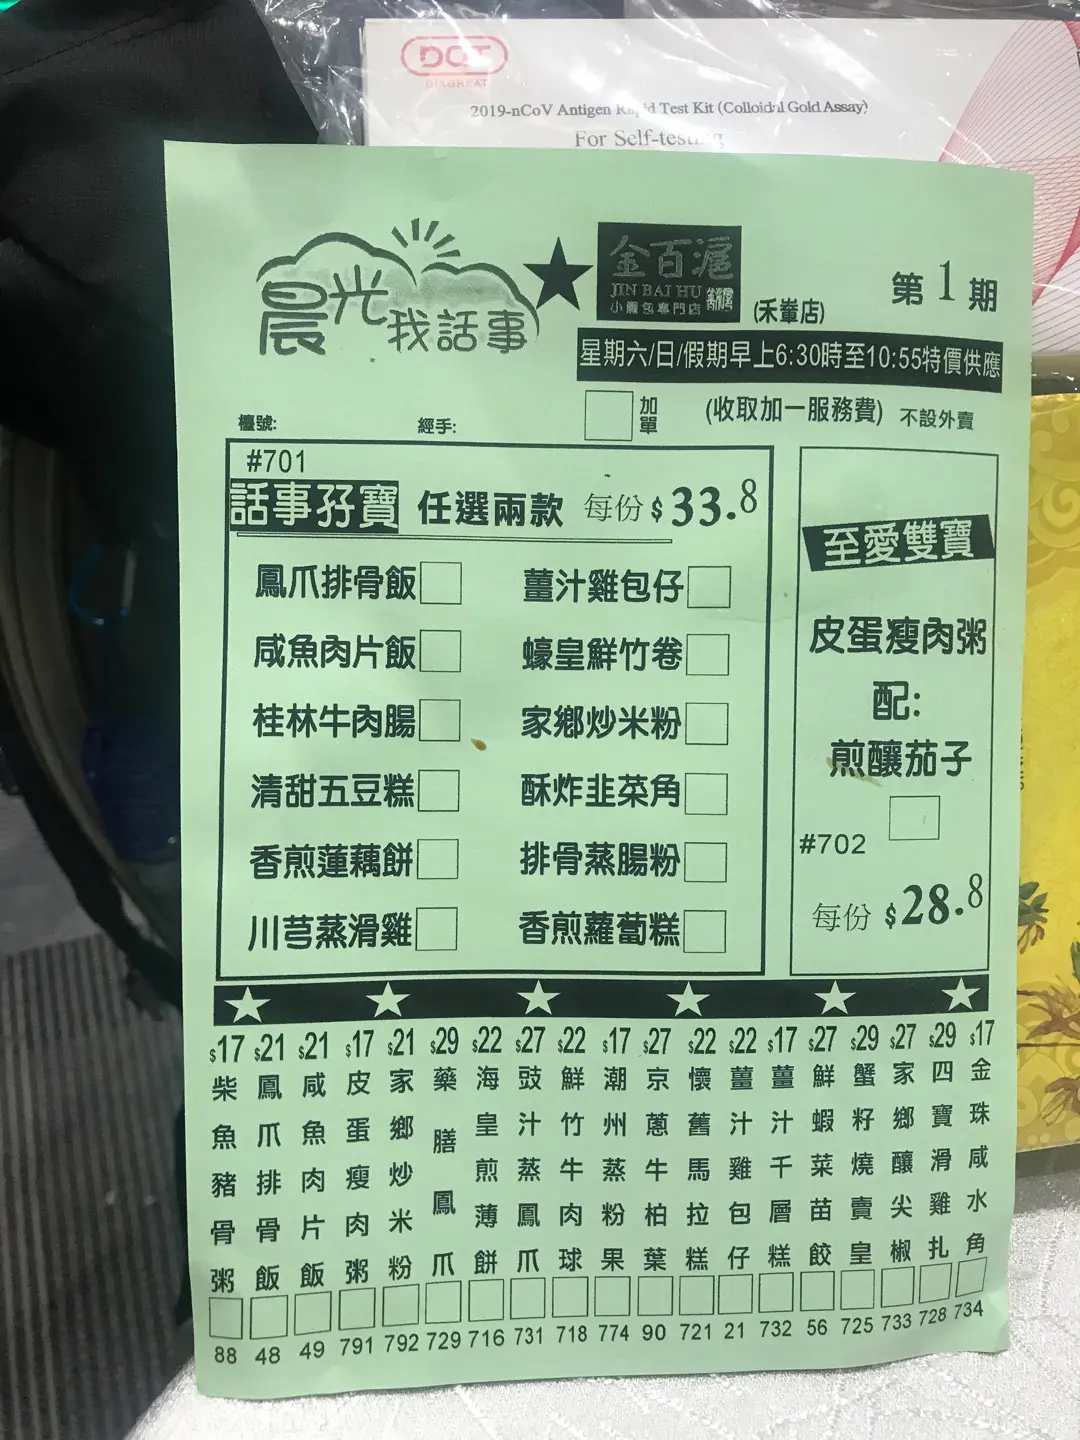 DQT
DIAGREAT
2019-nCoV Antigen Rapid Test Kit (Colloidal Gold Assay)
For Self-testing
晨光我話事
★
金百滬
JIN BAI HU
小籠包專門店
(禾輋店)
第1期
星期六/日/假期早上6:30時至10:55特價供應
檯號:
經手:
加單
(收取加一服務費) 不設外賣
#701
話事孖寶 任選兩款 每份$33.8
鳳爪排骨飯 薑汁雞包仔
咸魚肉片飯 蠔皇鮮竹卷
桂林牛肉腸 家鄉炒米粉
清甜五豆糕 酥炸韭菜角
香煎蓮藕餅 排骨蒸腸粉
川芎蒸滑雞 香煎蘿蔔糕
至愛雙寶
皮蛋瘦肉粥
配:
煎釀茄子
#702
每份 $28.8
$17 柴魚豬骨粥 88
$21 鳳爪排骨飯 48
$21 咸魚肉片飯 49
$17 皮蛋瘦肉粥 791
$21 家鄉炒米粉 792
$29 藥膳鳳爪 729
$22 海皇煎薄餅 716
$27 豉汁蒸鳳爪 731
$22 鮮竹牛肉球 718
$17 潮州蒸粉果 774
$27 京蔥牛柏葉 90
$22 懷舊馬拉糕 721
$22 薑汁雞包仔 21
$17 薑汁千層糕 732
$27 鮮蝦菜苗餃 56
$29 蟹籽燒賣皇 725
$27 家鄉釀尖椒 733
$29 四寶滑雞扎 728
$17 金珠咸水角 734